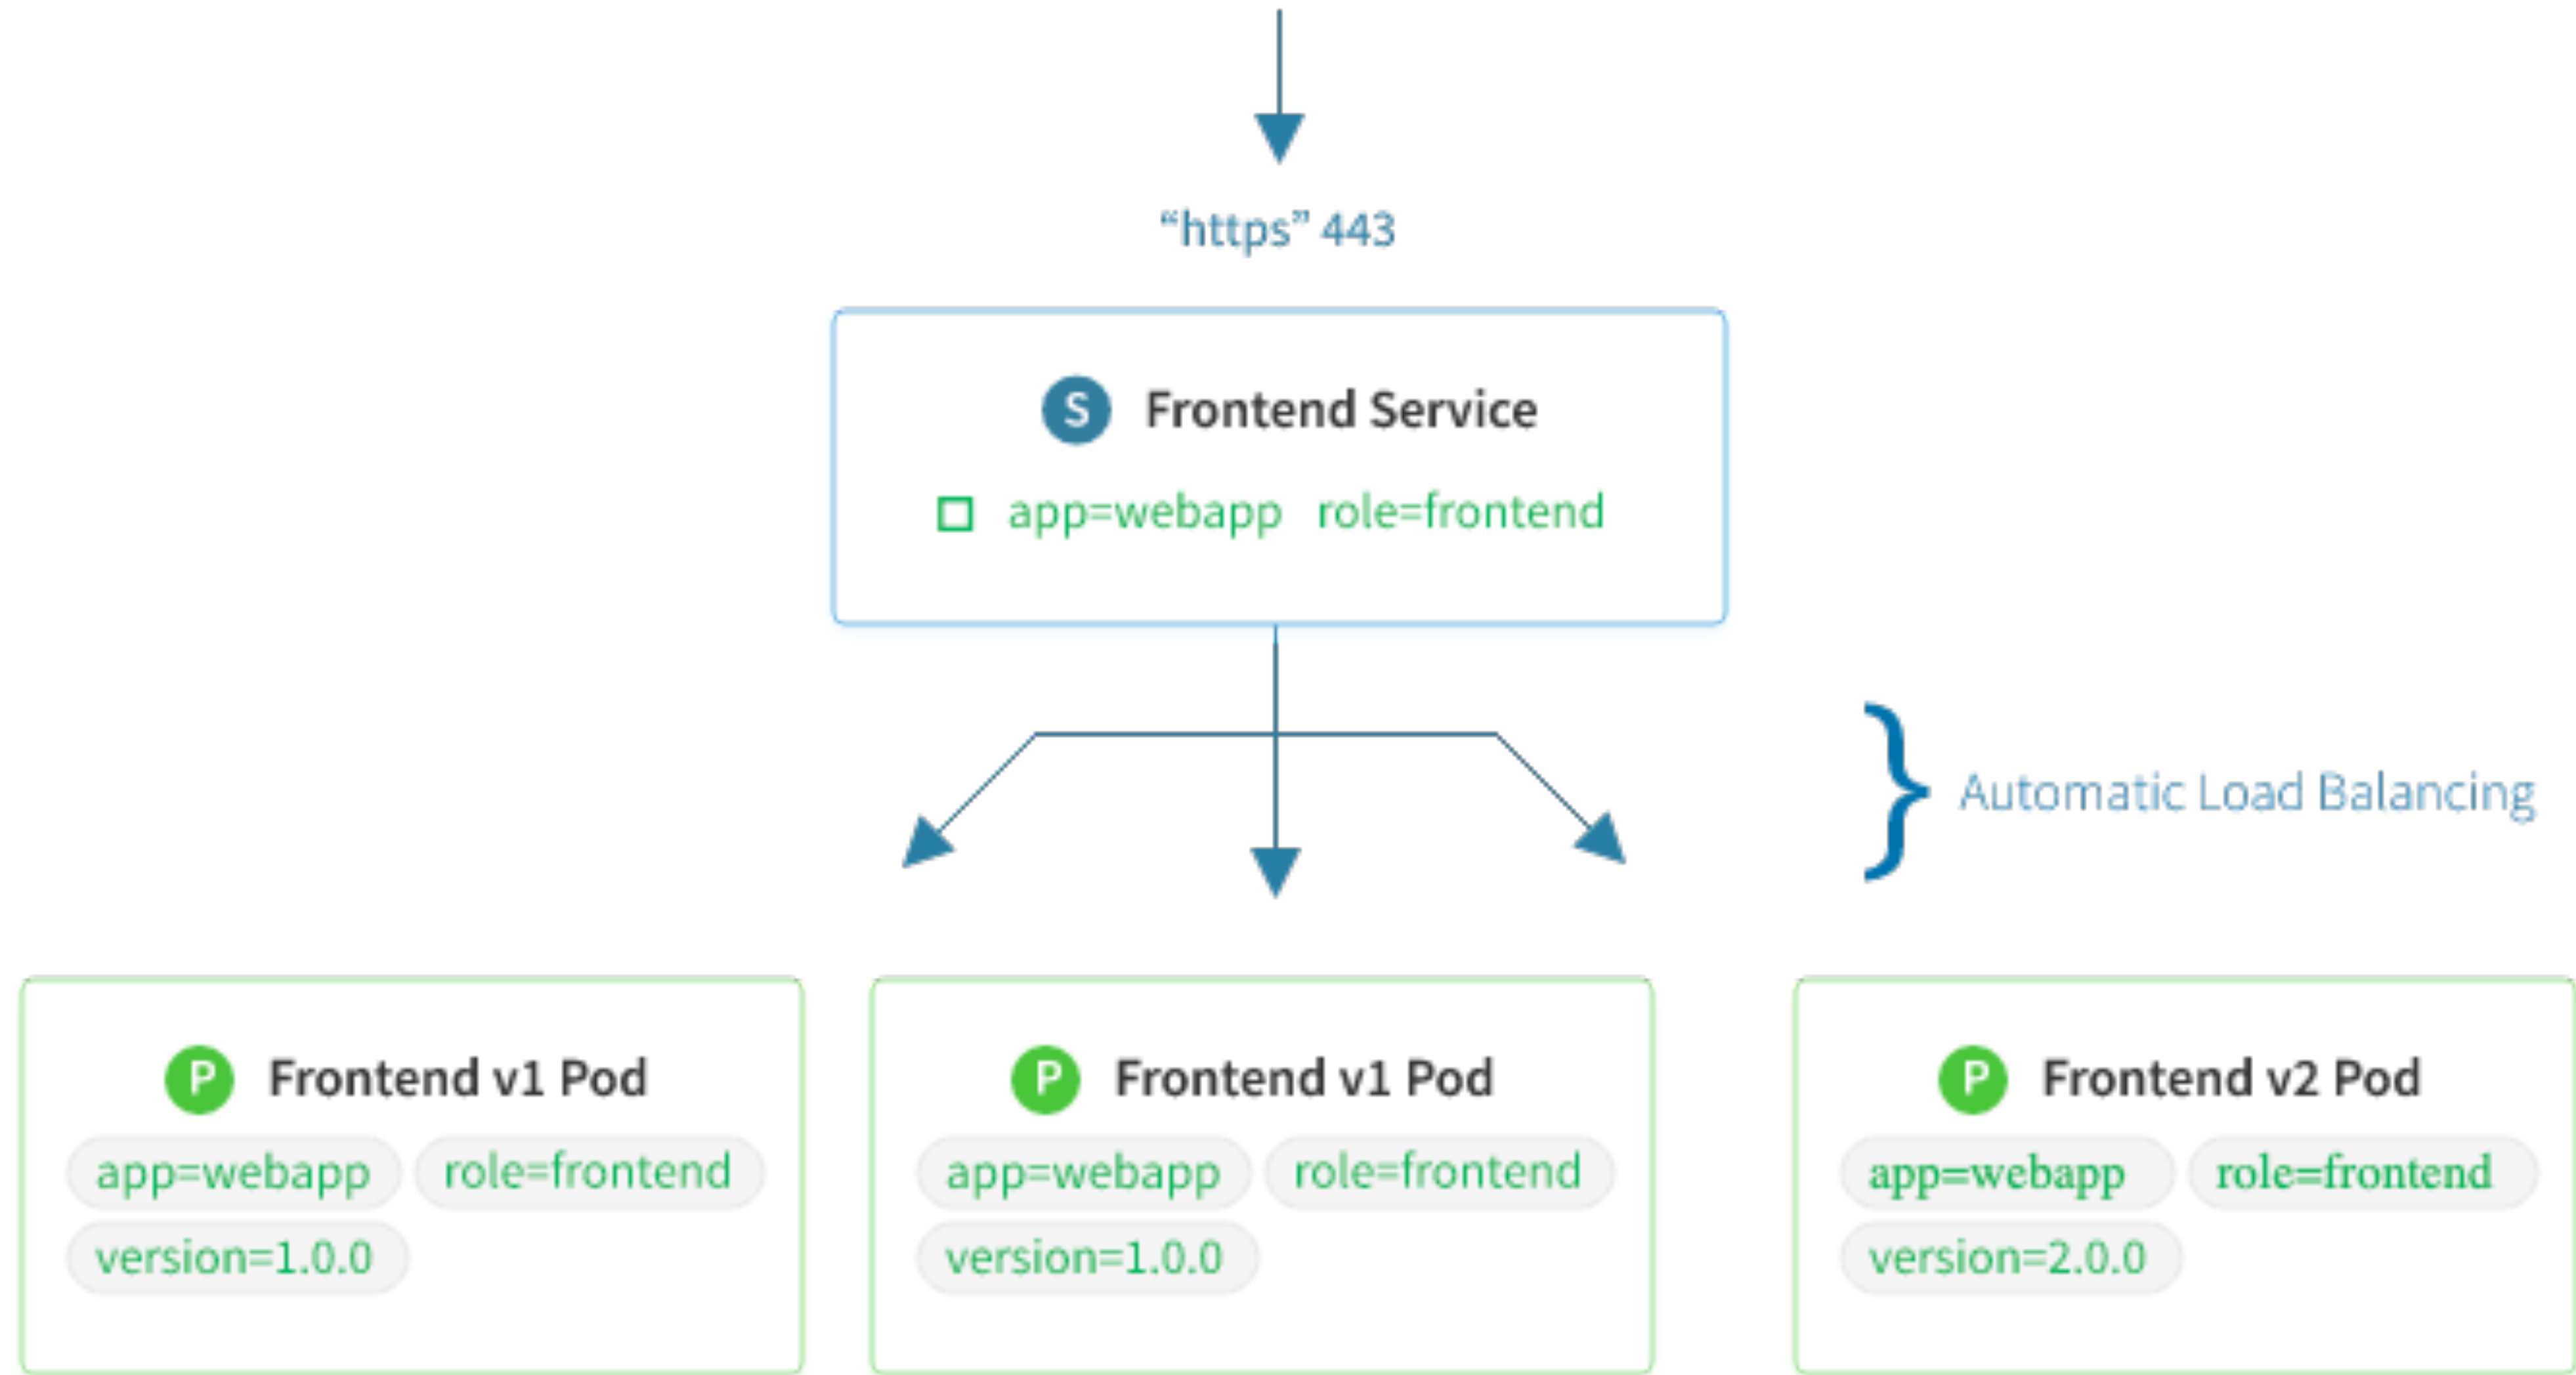 “https” 443
S Frontend Service
app=webapp role=frontend
Automatic Load Balancing
P Frontend v1 Pod
app=webapp role=frontend
version=1.0.0
P Frontend v1 Pod
app=webapp role=frontend
version=1.0.0
P Frontend v2 Pod
app=webapp role=frontend
version=2.0.0